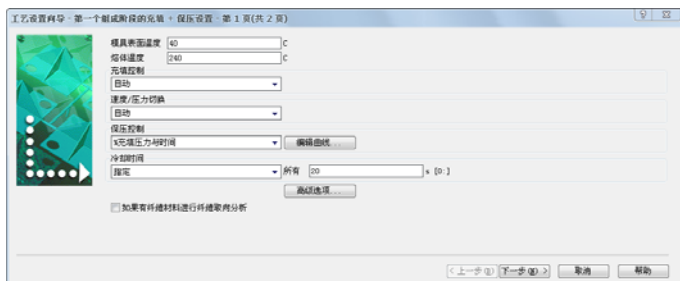 工艺设置向导 - 第一个组成阶段的充填 + 保压设置 - 第 1 页(共 2 页)
模具表面温度 40 C
熔体温度 240 C
充填控制
自动
速度/压力切换
自动
保压控制
%充填压力与时间 编辑曲线...
冷却时间
指定 所有 20 s [0:]
高级选项...
如果有纤维材料进行纤维取向分析
<上一步(B) 下一步(N) > 取消 帮助